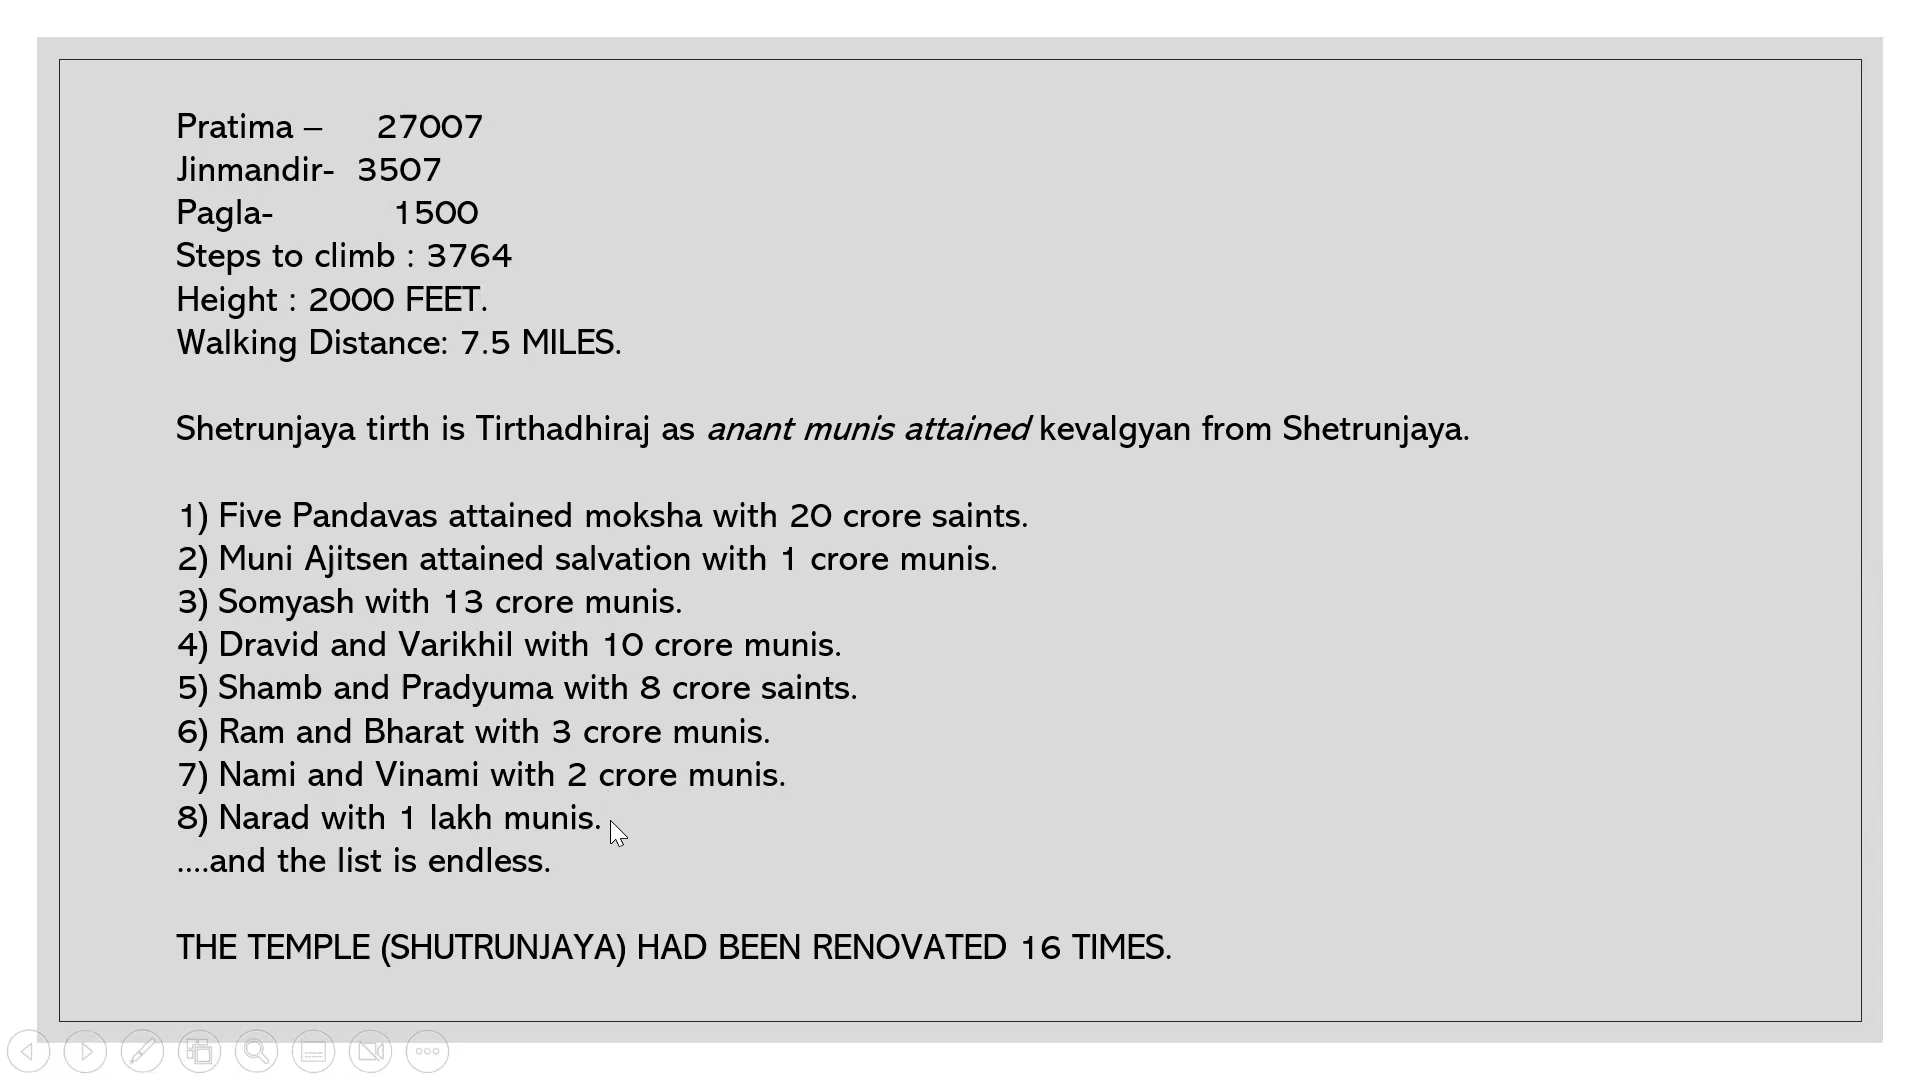 Pratima – 27007
Jinmandir- 3507
Pagla- 1500
Steps to climb : 3764
Height : 2000 FEET.
Walking Distance: 7.5 MILES.
Shetrunjaya tirth is Tirthadhiraj as anant munis attained kevalgyan from Shetrunjaya.
1) Five Pandavas attained moksha with 20 crore saints.
2) Muni Ajitsen attained salvation with 1 crore munis.
3) Somyash with 13 crore munis.
4) Dravid and Varikhil with 10 crore munis.
5) Shamb and Pradyuma with 8 crore saints.
6) Ram and Bharat with 3 crore munis.
7) Nami and Vinami with 2 crore munis.
8) Narad with 1 lakh munis.
....and the list is endless.
THE TEMPLE (SHUTRUNJAYA) HAD BEEN RENOVATED 16 TIMES.